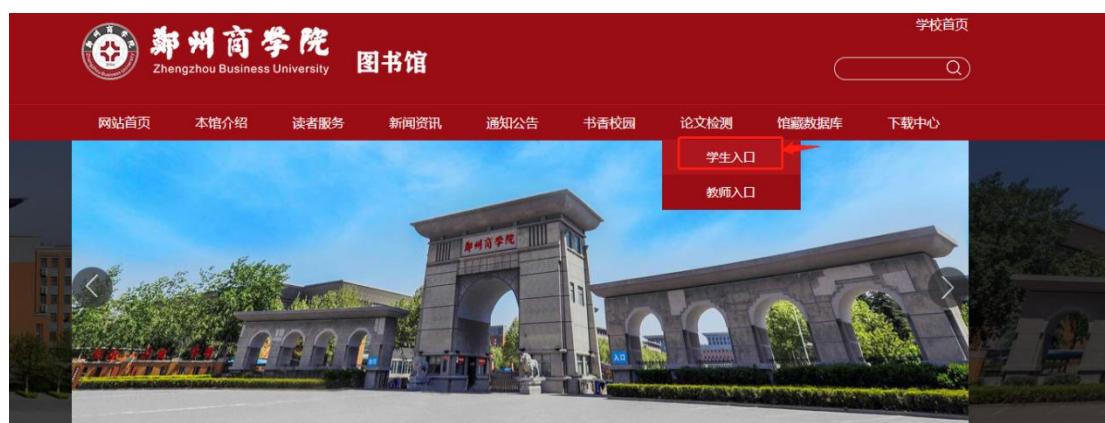 学校首页
郑州商学院
Zhengzhou Business University
图书馆
网站首页 本馆介绍 读者服务 新闻资讯 通知公告 书香校园 论文检测 馆藏数据库 下载中心
学生入口
教师入口
郑州商学院
入口